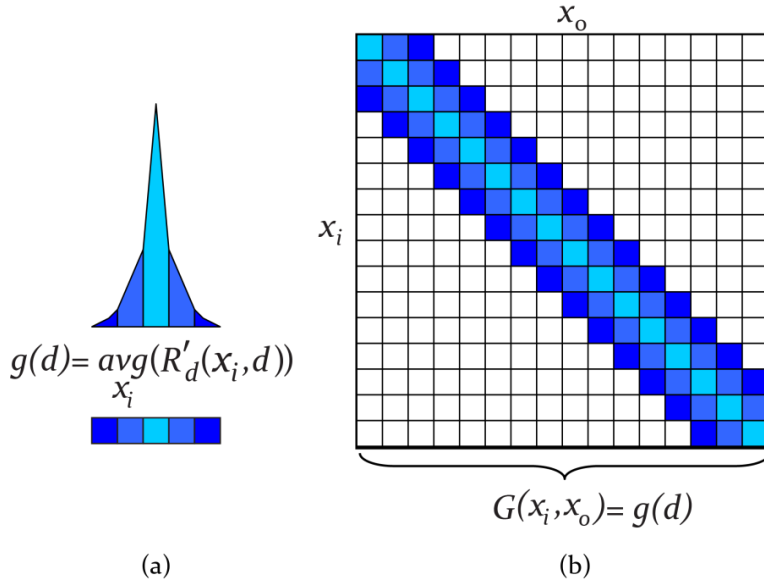 g(d)= avg(R'_d(x_i,d))
x_i
(a)
x_o
x_i
G(x_i,x_o)= g(d)
(b)